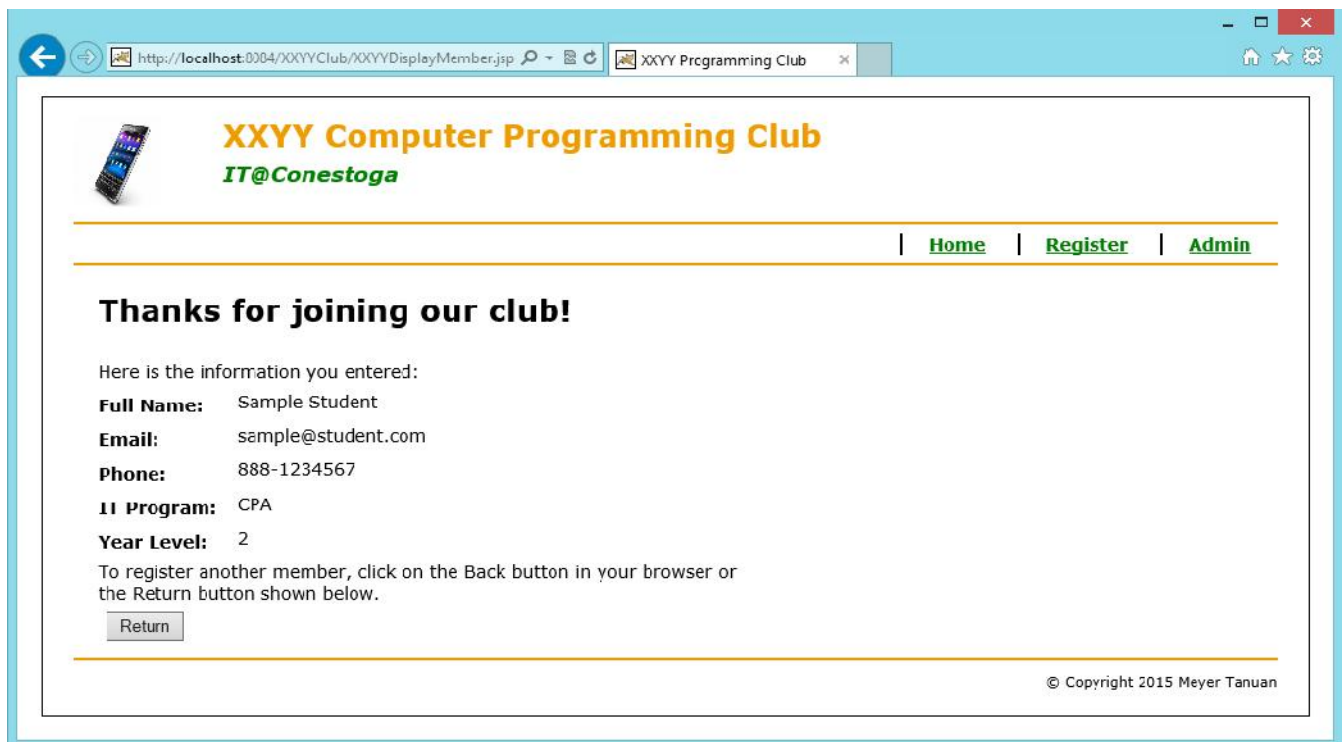 http://localhost:8084/XXYYClub/XXYYDisplayMember.jsp
XXYY Programming Club
XXYY Computer Programming Club
IT@Conestoga
| Home | Register | Admin
Thanks for joining our club!
Here is the information you entered:
Full Name: Sample Student
Email: sample@student.com
Phone: 888-1234567
IT Program: CPA
Year Level: 2
To register another member, click on the Back button in your browser or
the Return button shown below.
Return
© Copyright 2015 Meyer Tanuan